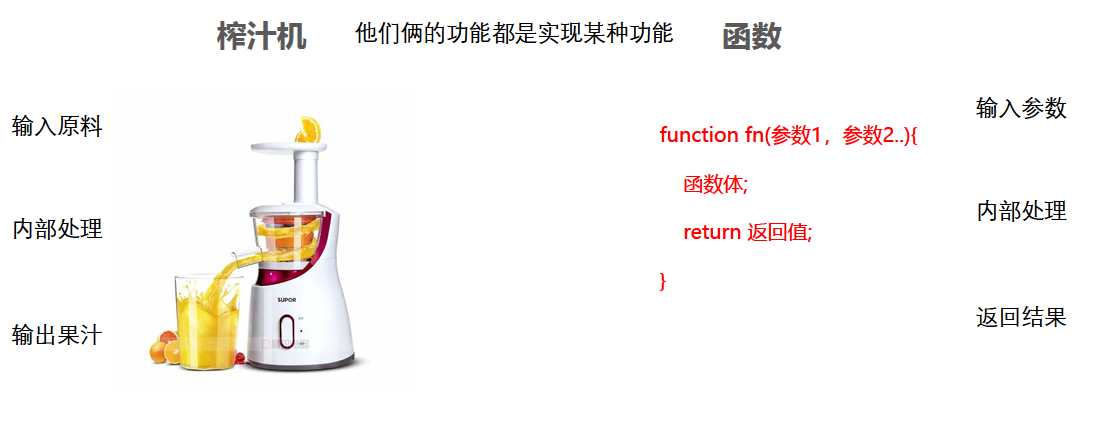 榨汁机 他们俩的功能都是实现某种功能 函数
输入原料
内部处理
输出果汁
SUPOR
function fn(参数1，参数2..){
函数体;
return 返回值;
}
输入参数
内部处理
返回结果